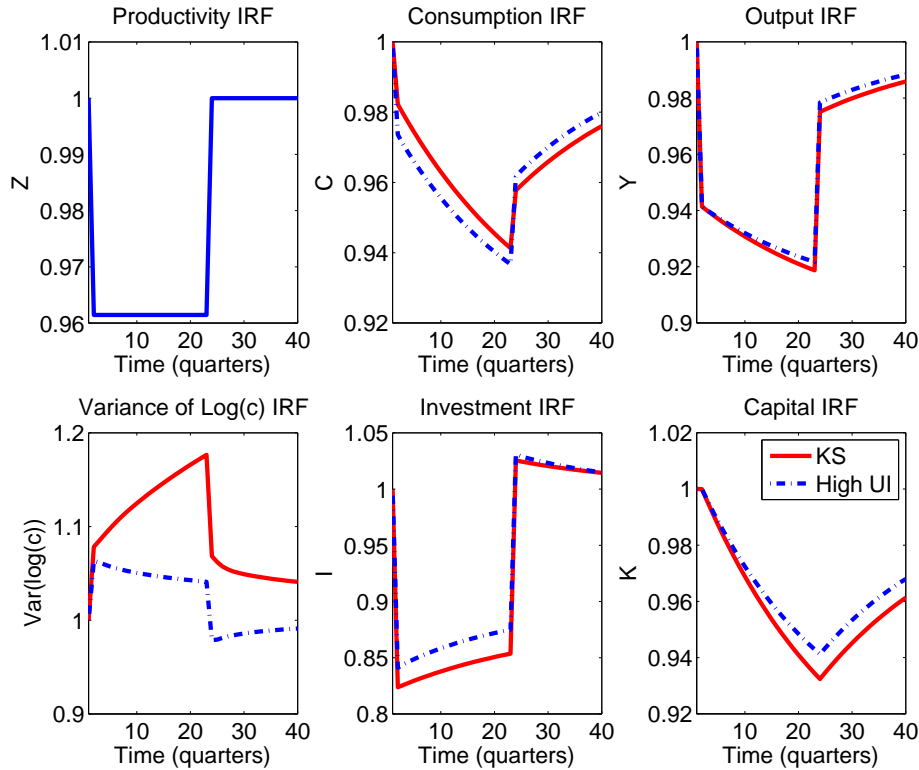 Productivity IRF
1.01
1
0.99
0.98
0.97
0.96
Z
10 20 30 40
Time (quarters)
Consumption IRF
1
0.98
0.96
0.94
0.92
C
10 20 30 40
Time (quarters)
Output IRF
1
0.98
0.96
0.94
0.92
0.9
Y
10 20 30 40
Time (quarters)
Variance of Log(c) IRF
1.2
1.1
1
0.9
Var(log(c))
10 20 30 40
Time (quarters)
Investment IRF
1.05
1
0.95
0.9
0.85
0.8
I
10 20 30 40
Time (quarters)
Capital IRF
1.02
1
0.98
0.96
0.94
0.92
K
KS
High UI
10 20 30 40
Time (quarters)